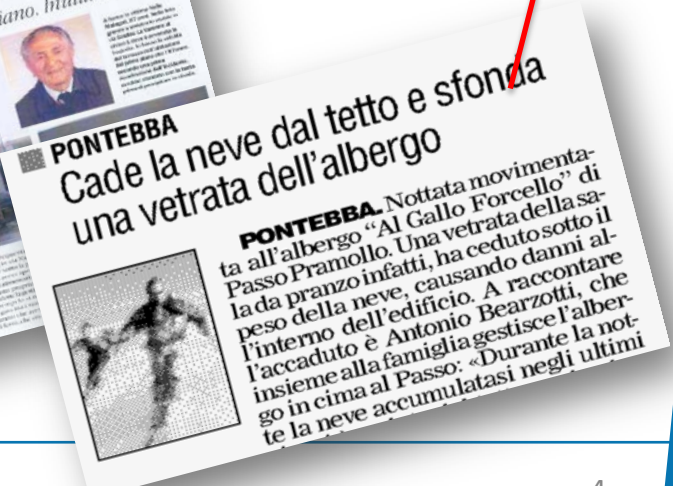 iano.
PONTEBBA
Cade la neve dal tetto e sfonda
una vetrata dell'albergo
PONTEBBA. Nottata movimenta-
ta all'albergo “Al Gallo Forcello” di
Passo Pramollo. Una vetrata della sa-
la da pranzo infatti, ha ceduto sotto il
peso della neve, causando danni al-
l'interno dell'edificio. A raccontare
l'accaduto è Antonio Bearzotti, che
insieme alla famiglia gestisce l'alber-
go in cima al Passo: «Durante la not-
te la neve accumulatasi negli ultimi
4